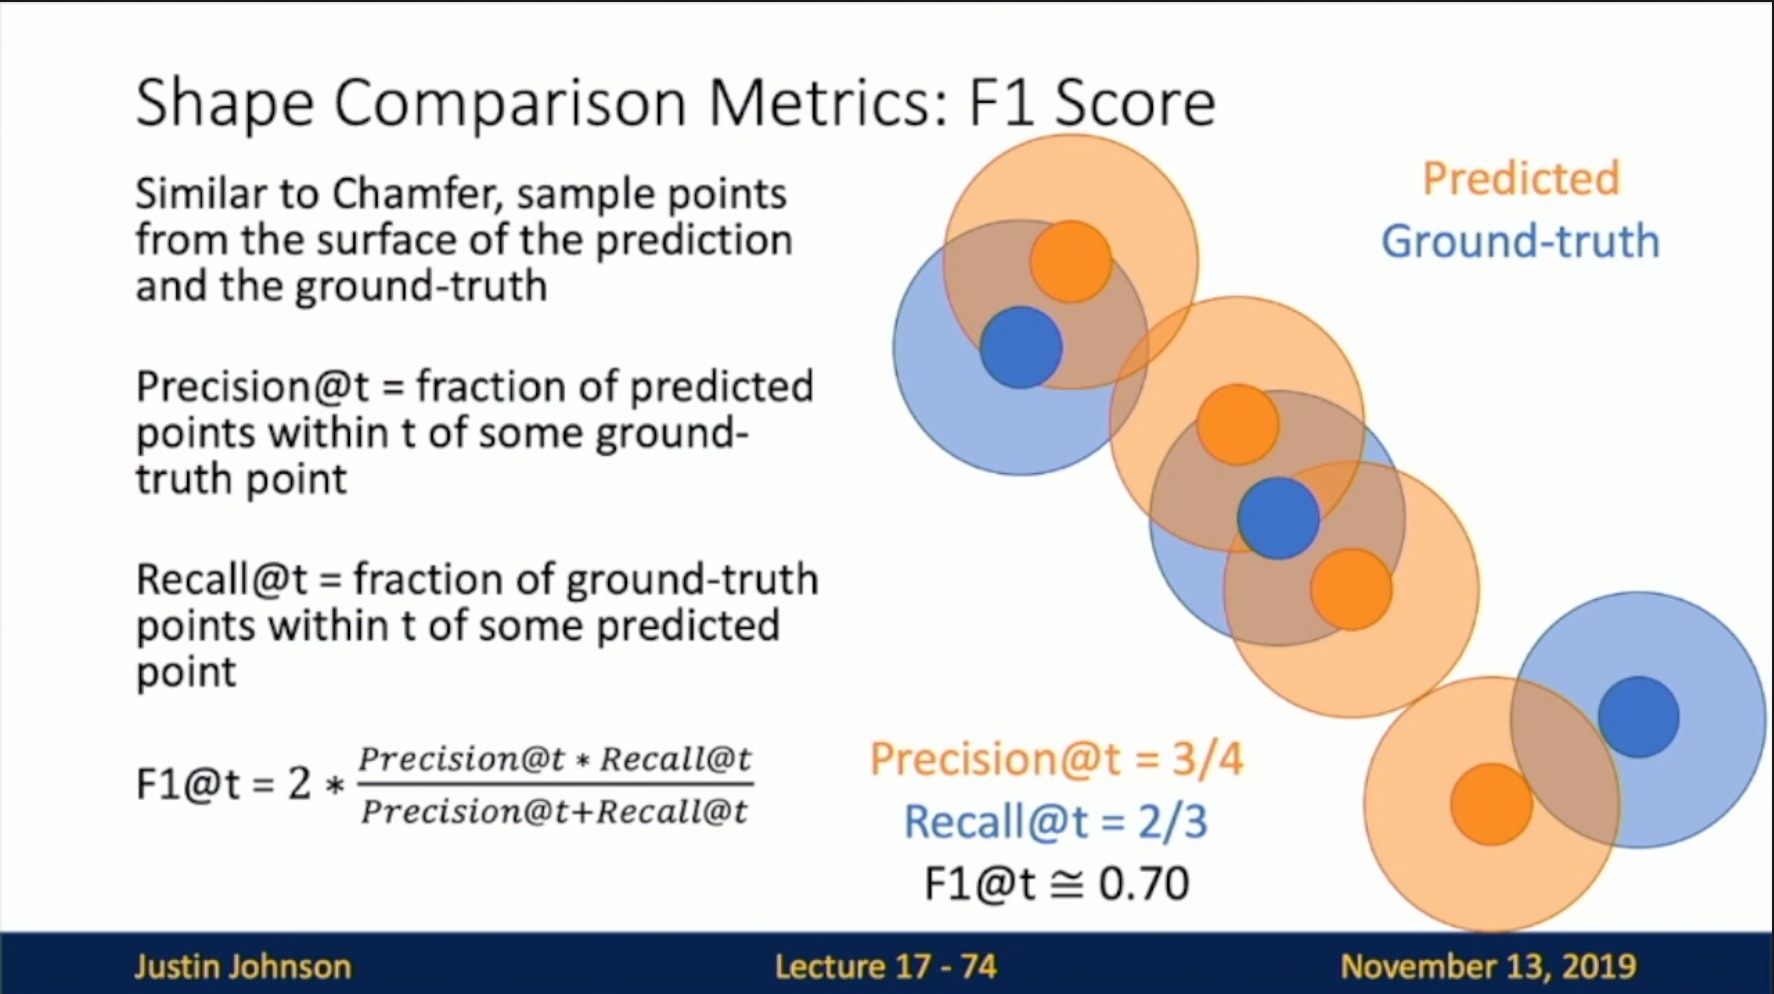 Shape Comparison Metrics: F1 Score
Similar to Chamfer, sample points
from the surface of the prediction
and the ground-truth
Precision@t = fraction of predicted
points within t of some ground-
truth point
Recall@t = fraction of ground-truth
points within t of some predicted
point
F1@t = 2 * Precision@t * Recall@t
Precision@t+Recall@t
Predicted
Ground-truth
Precision@t = 3/4
Recall@t = 2/3
F1@t ≅ 0.70
Justin Johnson
Lecture 17 - 74
November 13, 2019